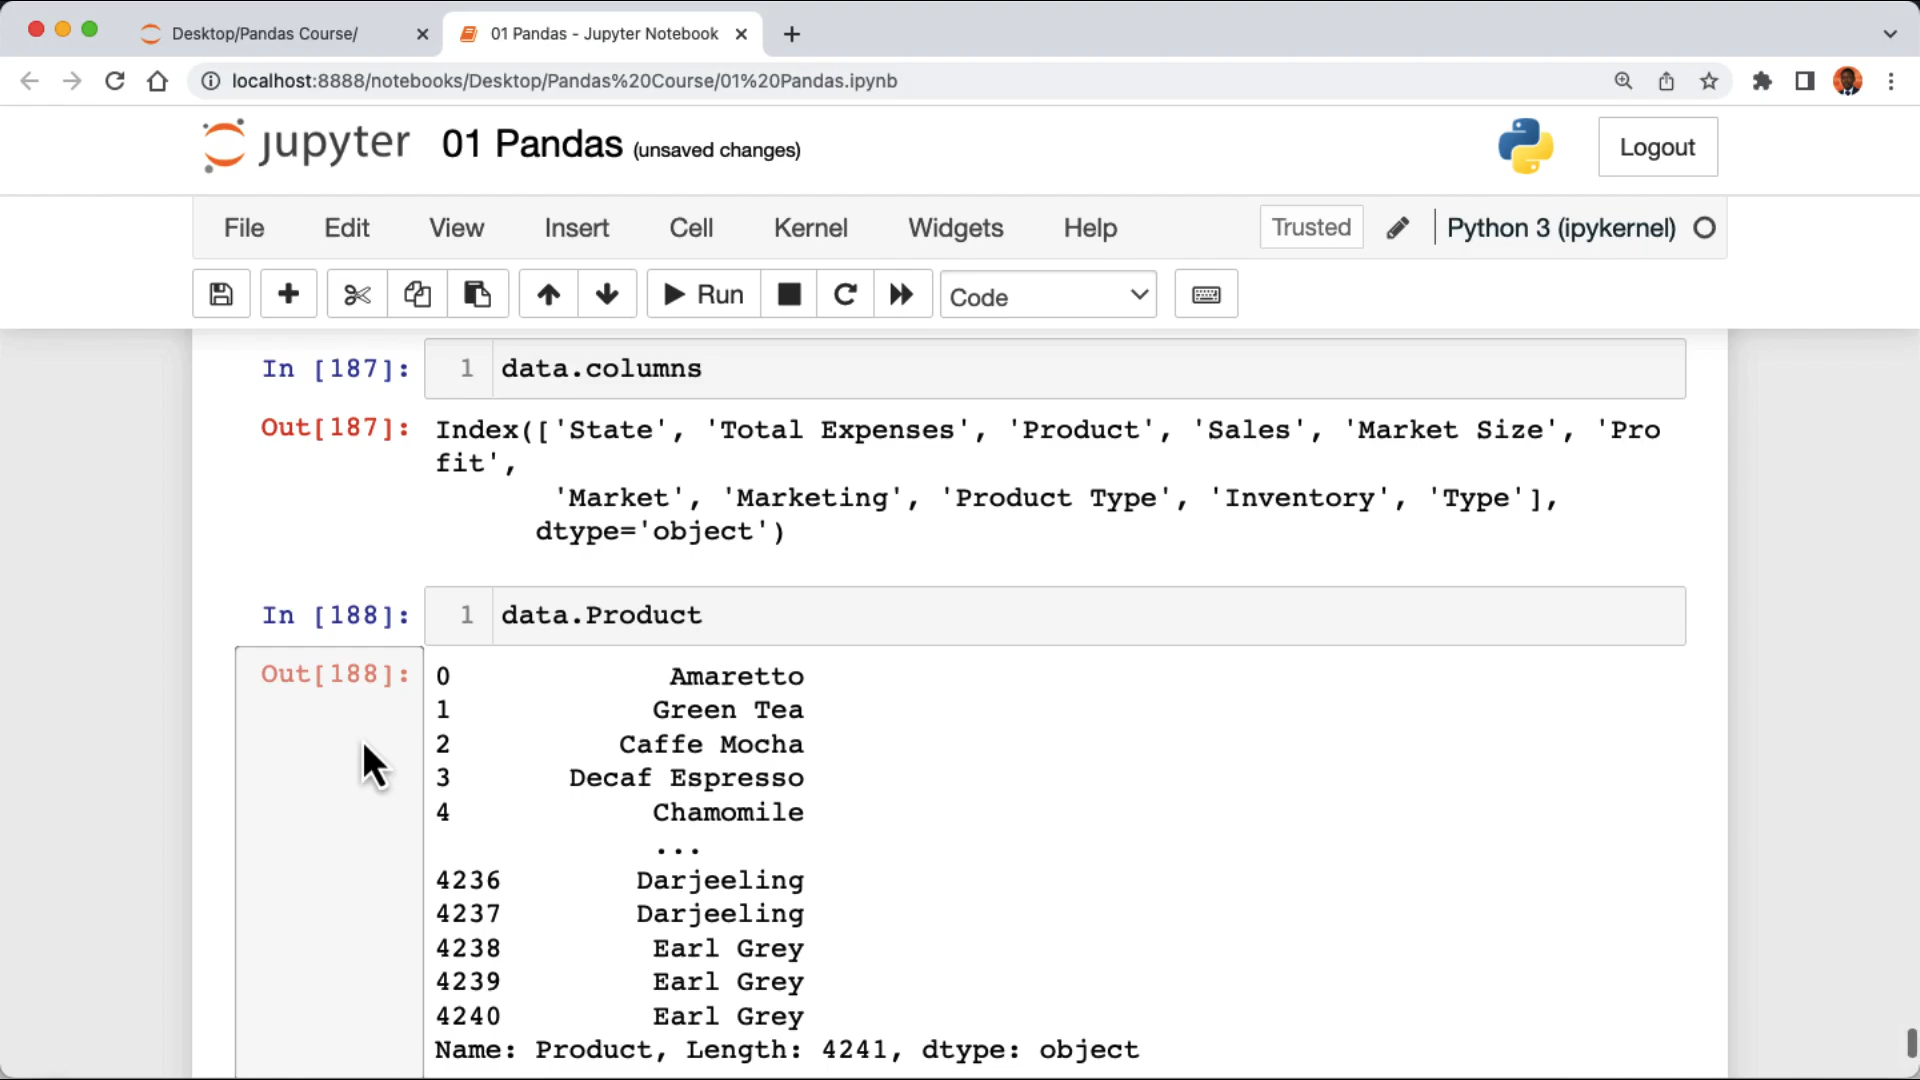 Desktop/Pandas Course/
01 Pandas - Jupyter Notebook
localhost:8888/notebooks/Desktop/Pandas%20Course/01%20Pandas.ipynb
jupyter 01 Pandas (unsaved changes)
Logout
File Edit View Insert Cell Kernel Widgets Help Trusted Python 3 (ipykernel)
Run Code
In [187]: 1 data.columns
Out[187]: Index(['State', 'Total Expenses', 'Product', 'Sales', 'Market Size', 'Pro
fit',
'Market', 'Marketing', 'Product Type', 'Inventory', 'Type'],
dtype='object')
In [188]: 1 data.Product
Out[188]: 0 Amaretto
1 Green Tea
2 Caffe Mocha
3 Decaf Espresso
4 Chamomile
...
4236 Darjeeling
4237 Darjeeling
4238 Earl Grey
4239 Earl Grey
4240 Earl Grey
Name: Product, Length: 4241, dtype: object